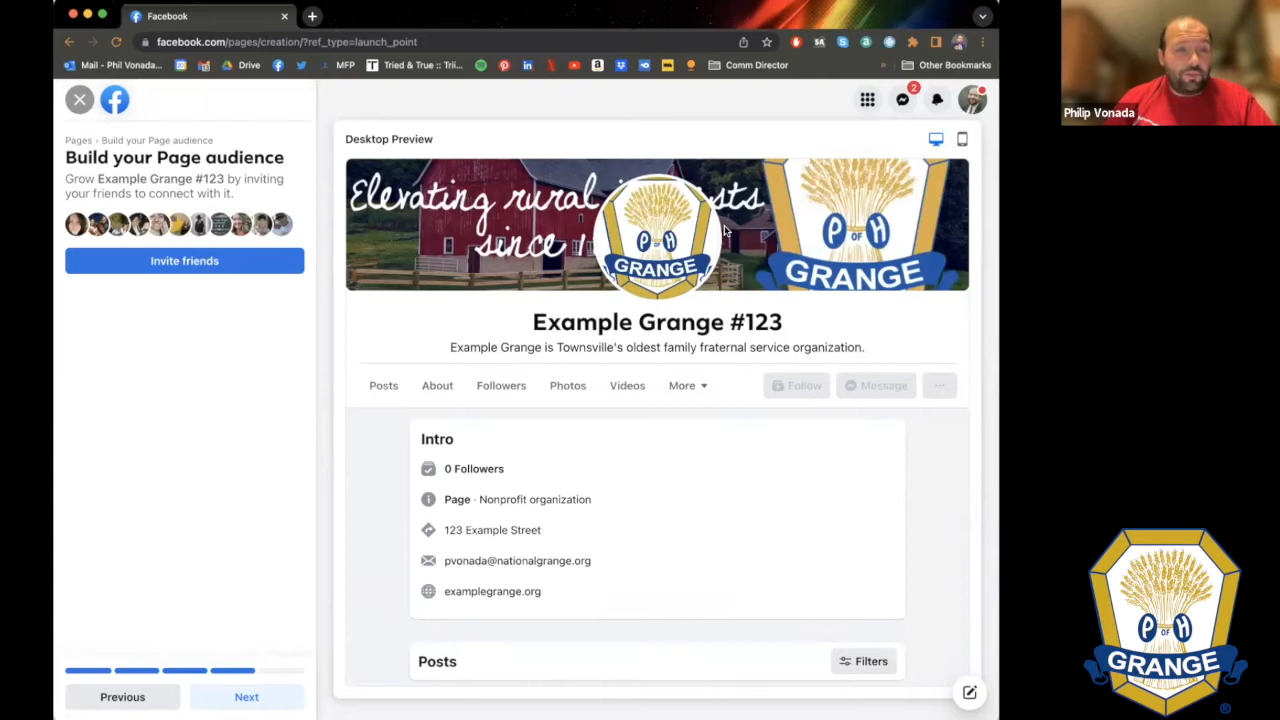 Facebook
facebook.com/pages/creation/?ref_type=launch_point
Mail - Phil Vonada...
Drive
MFP
Tried & True :: Trii...
Comm Director
»
Other Bookmarks
Philip Vonada
2
Pages › Build your Page audience
Build your Page audience
Grow Example Grange #123 by inviting
your friends to connect with it.
Invite friends
Previous
Next
Desktop Preview
Elevating rural
since
P OF H
GRANGE
P OF H
GRANGE
Example Grange #123
Example Grange is Townsville's oldest family fraternal service organization.
Posts
About
Followers
Photos
Videos
More
Follow
Message
...
Intro
0 Followers
Page · Nonprofit organization
123 Example Street
pvonada@nationalgrange.org
examplegrange.org
Posts
Filters
P OF H
GRANGE
®